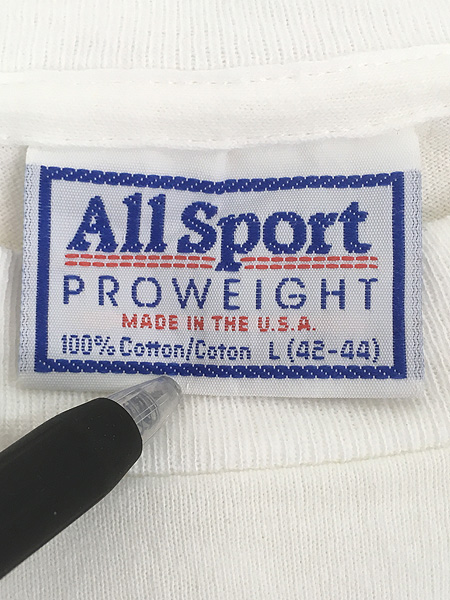 All Sport
PROWEIGHT
MADE IN THE U.S.A.
100% Cotton/Coton L (42-44)